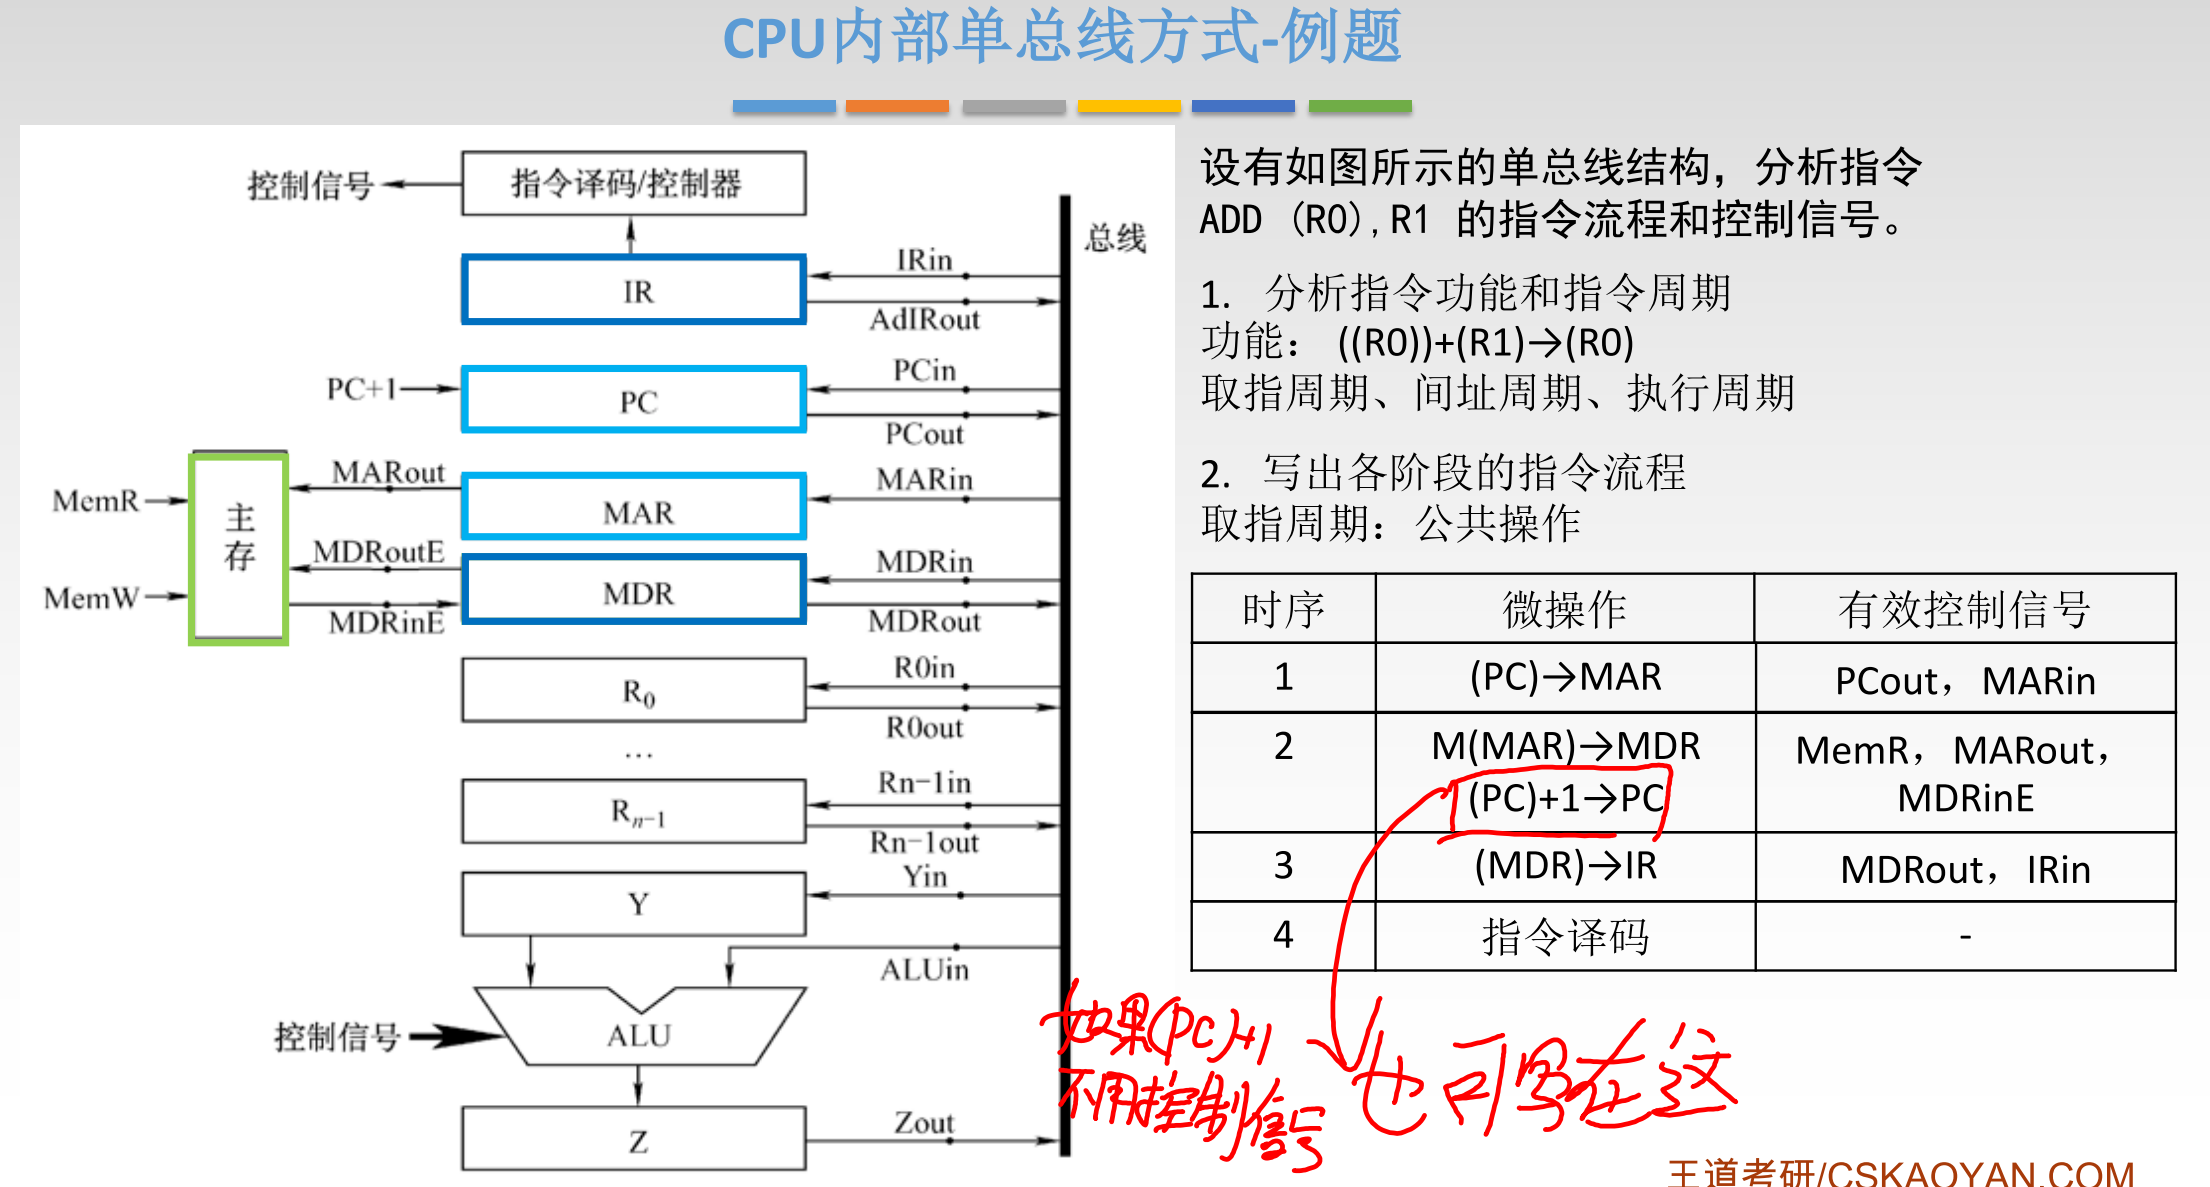 CPU内部单总线方式-例题
控制信号
指令译码/控制器
总线
IRin
IR
AdIRout
PCin
PC+1
PC
PCout
MARout
MARin
MemR
MAR
主存
MDRoutE
MDRin
MemW
MDR
MDRinE
MDRout
R0in
R0
R0out
…
Rn-1in
Rn-1
Rn-1out
Yin
Y
ALUin
控制信号
ALU
Zout
Z
设有如图所示的单总线结构，分析指令
ADD (R0),R1 的指令流程和控制信号。
1. 分析指令功能和指令周期
功能： ((R0))+(R1)→(R0)
取指周期、间址周期、执行周期
2. 写出各阶段的指令流程
取指周期：公共操作
时序 微操作 有效控制信号
1 (PC)→MAR PCout，MARin
2 M(MAR)→MDR MemR，MARout，
(PC)+1→PC MDRinE
3 (MDR)→IR MDRout，IRin
4 指令译码 -
如果(PC)+1
不用控制信号
也可写在这
王道考研/CSKAOYAN.COM